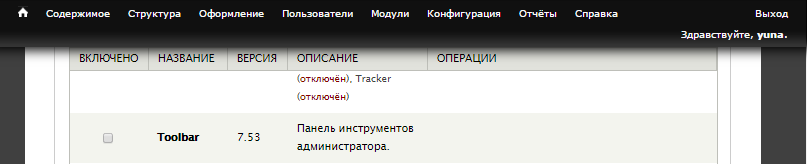 Содержимое Структура Оформление Пользователи Модули Конфигурация Отчёты Справка Выход
Здравствуйте, yuna.
ВКЛЮЧЕНО НАЗВАНИЕ ВЕРСИЯ ОПИСАНИЕ ОПЕРАЦИИ
(отключён), Tracker
(отключён)
Toolbar 7.53 Панель инструментов
администратора.